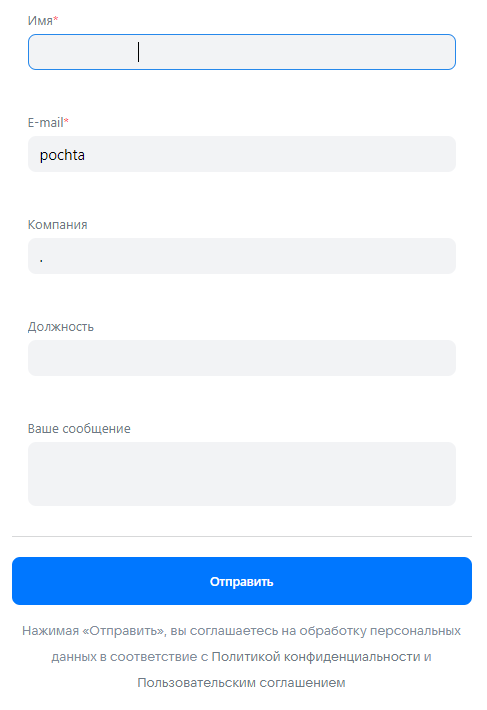 Имя*
E-mail*
pochta
Компания
.
Должность
Ваше сообщение
Отправить
Нажимая «Отправить», вы соглашаетесь на обработку персональных
данных в соответствие с Политикой конфиденциальности и
Пользовательским соглашением